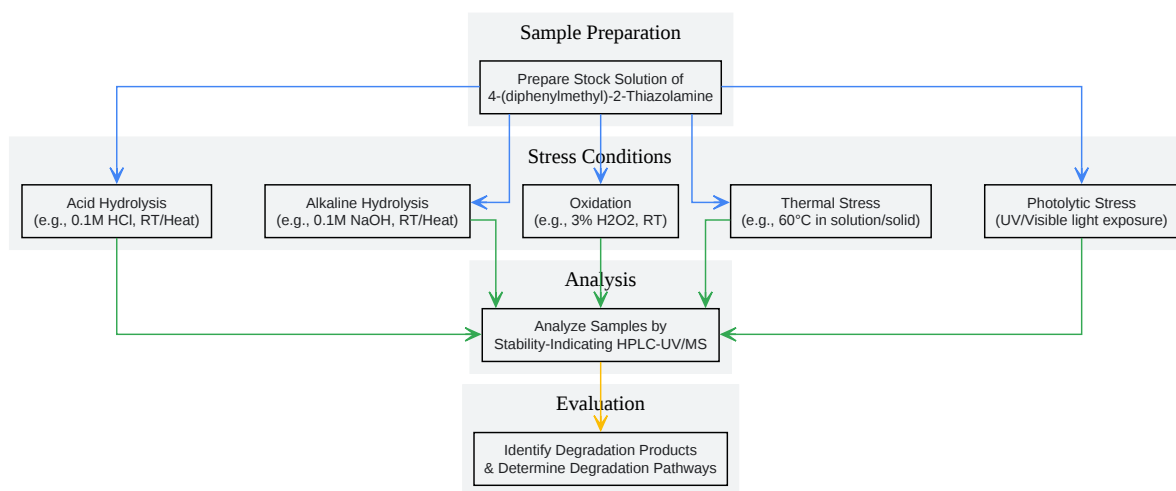 Sample Preparation
Prepare Stock Solution of
4-(diphenylmethyl)-2-Thiazolamine
Stress Conditions
Acid Hydrolysis
(e.g., 0.1M HCl, RT/Heat)
Alkaline Hydrolysis
(e.g., 0.1M NaOH, RT/Heat)
Oxidation
(e.g., 3% H2O2, RT)
Thermal Stress
(e.g., 60°C in solution/solid)
Photolytic Stress
(UV/Visible light exposure)
Analysis
Analyze Samples by
Stability-Indicating HPLC-UV/MS
Evaluation
Identify Degradation Products
& Determine Degradation Pathways